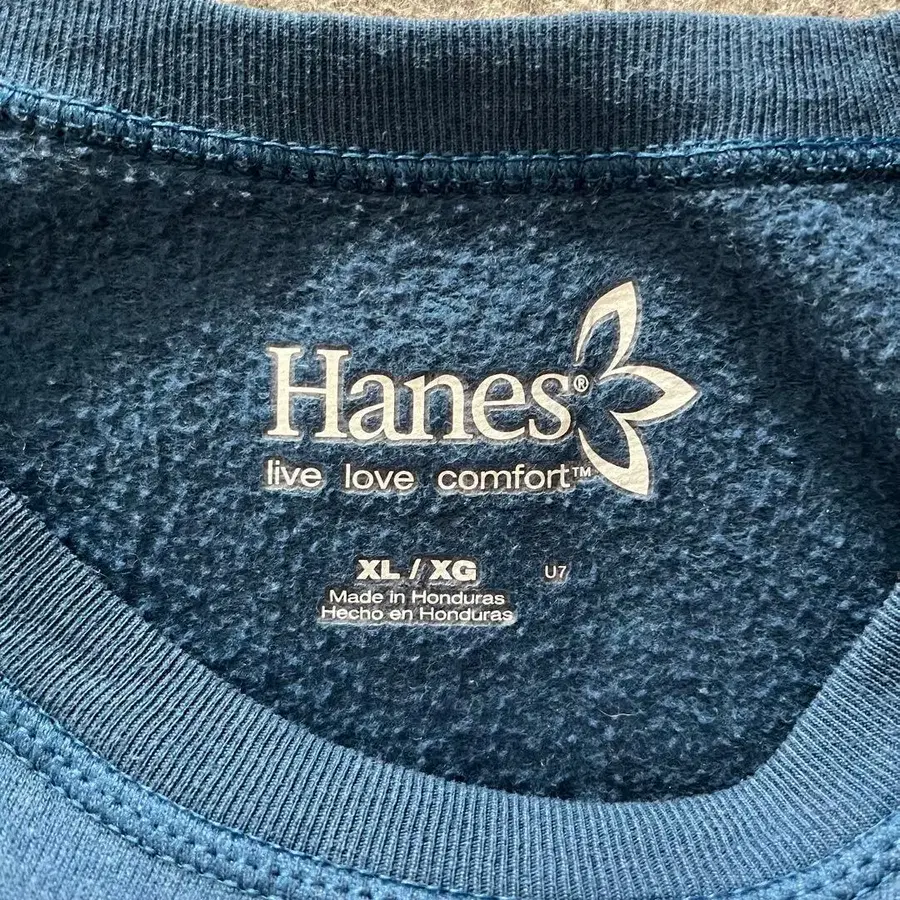 Hanes®
live love comfort™
XL / XG U7
Made in Honduras
Hecho en Honduras